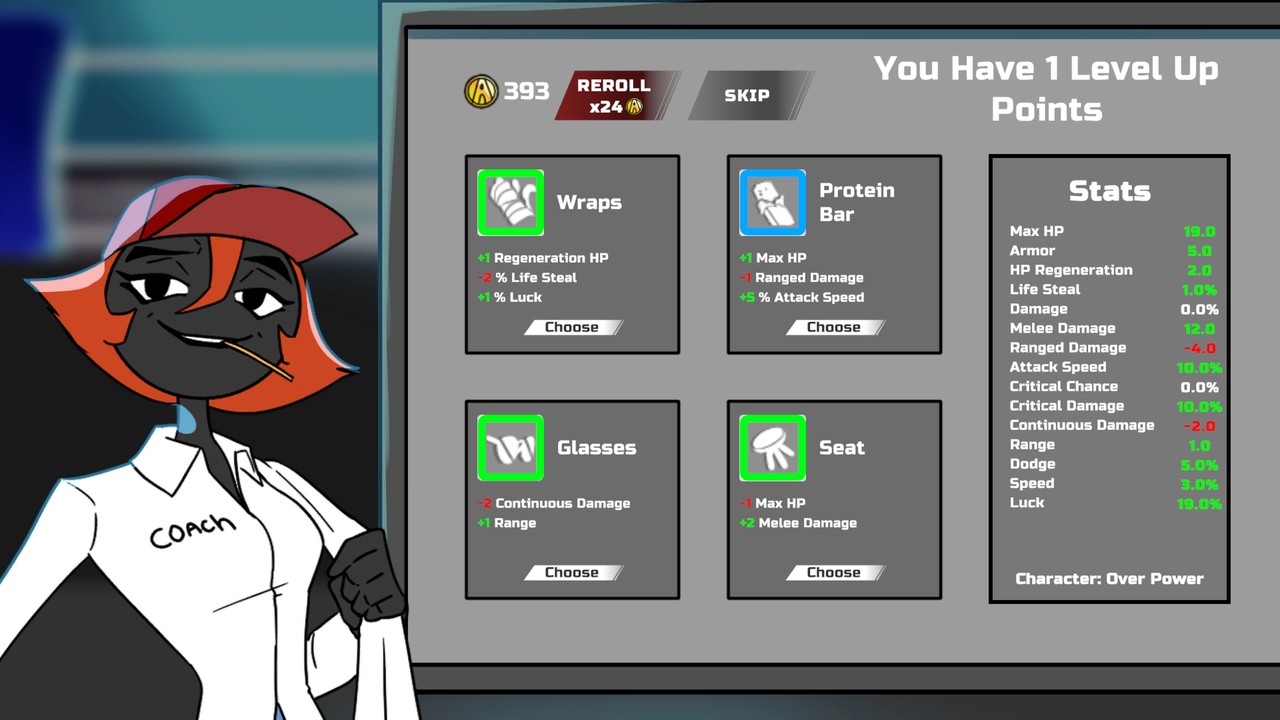 393
REROLL
x24
SKIP
You Have 1 Level Up
Points
Wraps
+1 Regeneration HP
-2 % Life Steal
+1 % Luck
Choose
Protein
Bar
+1 Max HP
-1 Ranged Damage
+5 % Attack Speed
Choose
Glasses
-2 Continuous Damage
+1 Range
Choose
Seat
-1 Max HP
+2 Melee Damage
Choose
Stats
Max HP 19.0
Armor 5.0
HP Regeneration 2.0
Life Steal 1.0%
Damage 0.0%
Melee Damage 12.0
Ranged Damage -4.0
Attack Speed 10.0%
Critical Chance 0.0%
Critical Damage 10.0%
Continuous Damage -2.0
Range 1.0
Dodge 5.0%
Speed 3.0%
Luck 19.0%
Character: Over Power
COACh